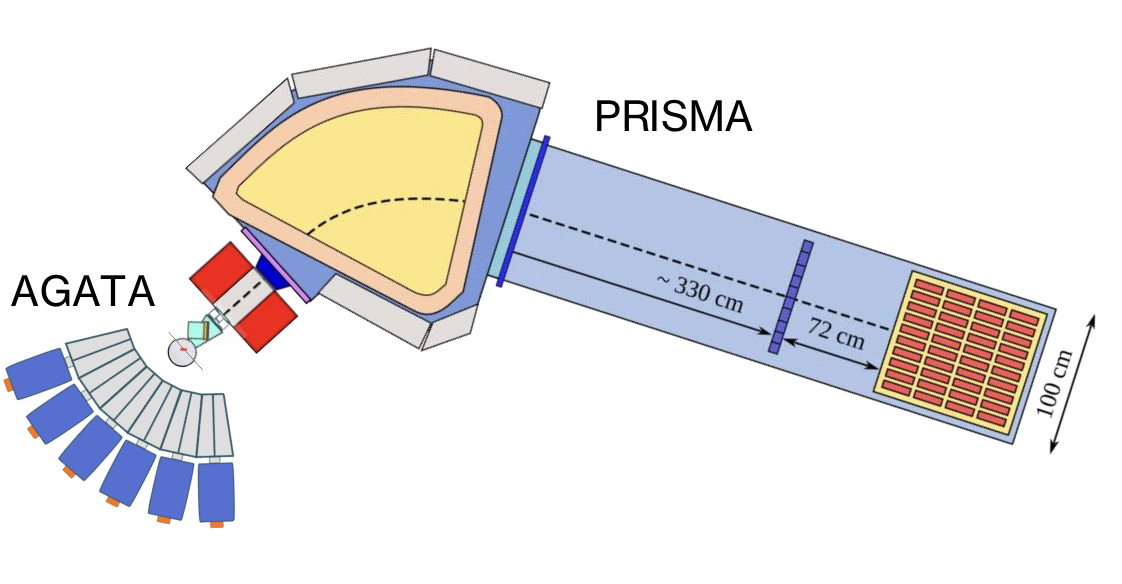 PRISMA
AGATA
~ 330 cm
72 cm
100 cm